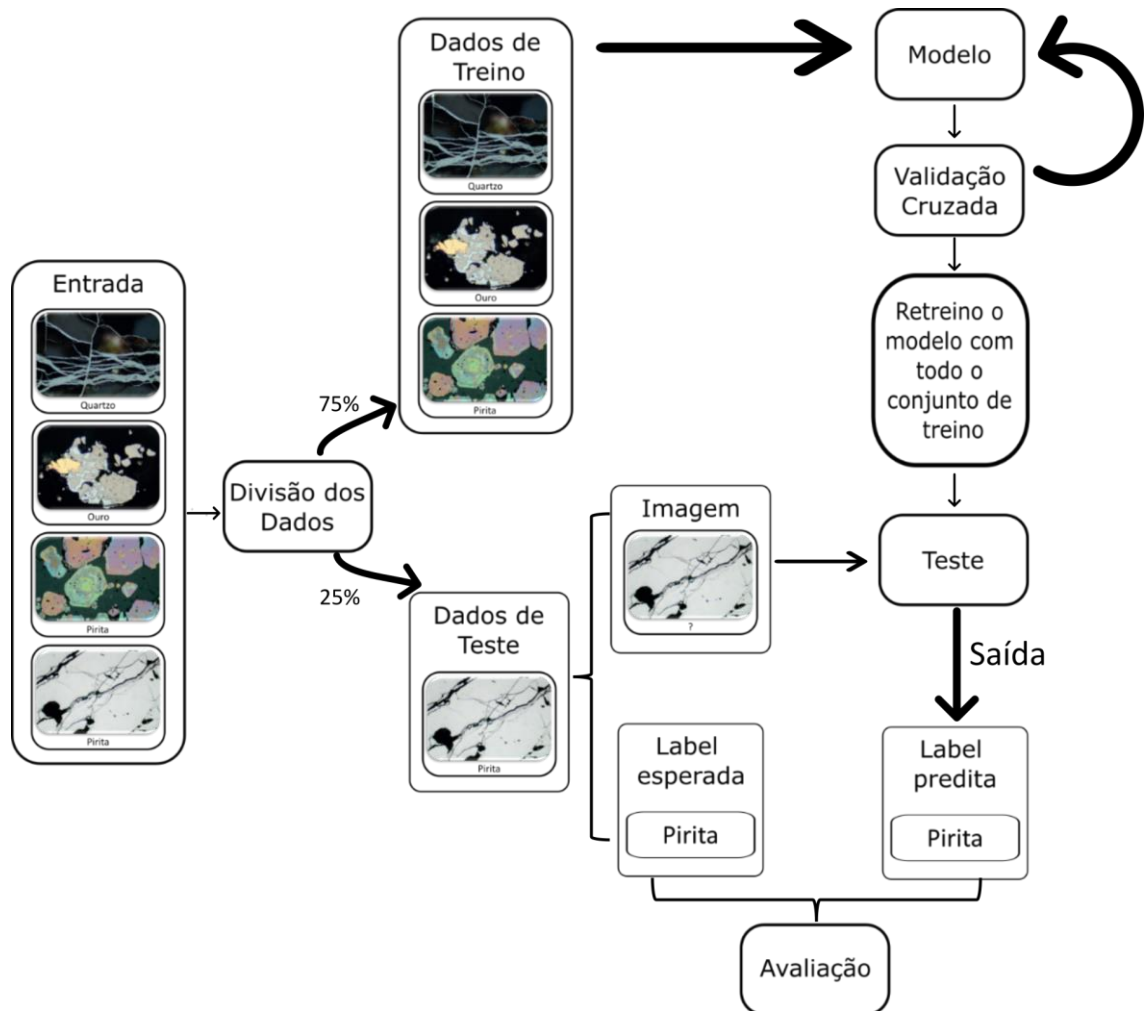 Entrada
Quartzo
Ouro
Pirita
Pirita
Divisão dos
Dados
75%
25%
Dados de
Treino
Quartzo
Ouro
Pirita
Dados de
Teste
Pirita
Imagem
?
Label
esperada
Pirita
Modelo
Validação
Cruzada
Retreino o
modelo com
todo o
conjunto de
treino
Teste
Saída
Label
predita
Pirita
Avaliação